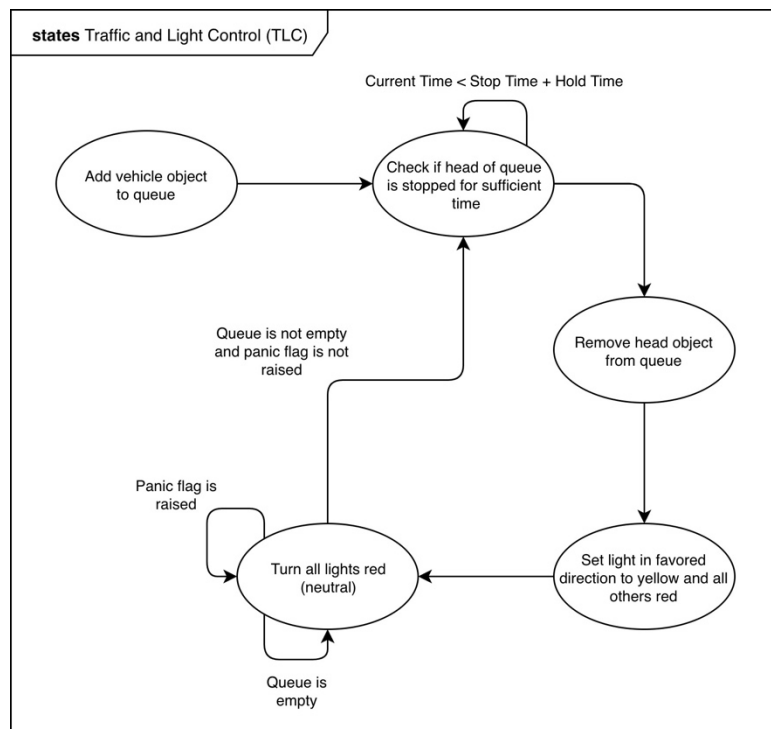 states Traffic and Light Control (TLC)
Current Time < Stop Time + Hold Time
Add vehicle object
to queue
Check if head of queue
is stopped for sufficient
time
Queue is not empty
and panic flag is not
raised
Remove head object
from queue
Panic flag is
raised
Turn all lights red
(neutral)
Set light in favored
direction to yellow and all
others red
Queue is
empty